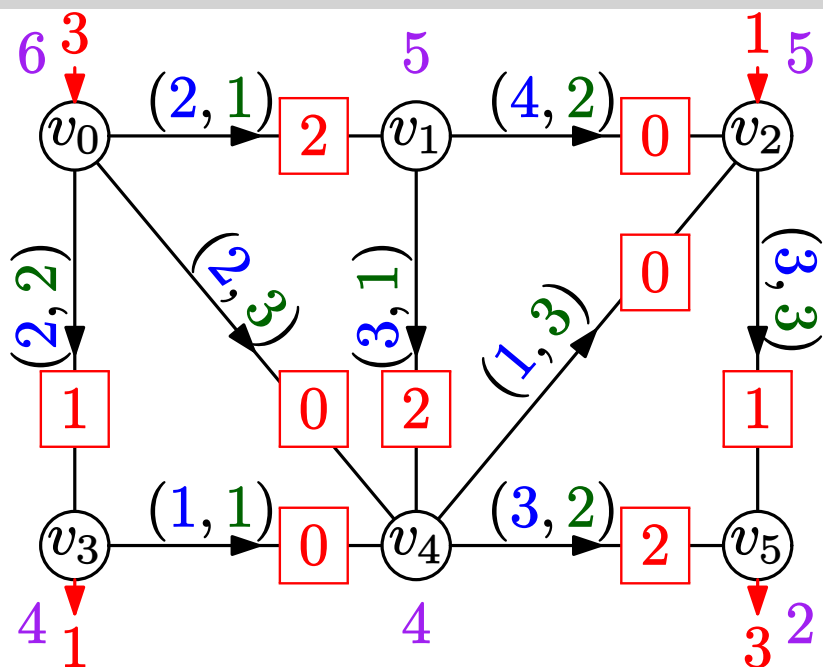 6 3 5 1 5
(2, 1) (4, 2)
v0 2 v1 0 v2
(2, 2) (2, 3) (3, 1) (1, 3) 0 (3, 3)
1 0 2 1
(1, 1) (3, 2)
v3 0 v4 2 v5
4 1 4 3 2